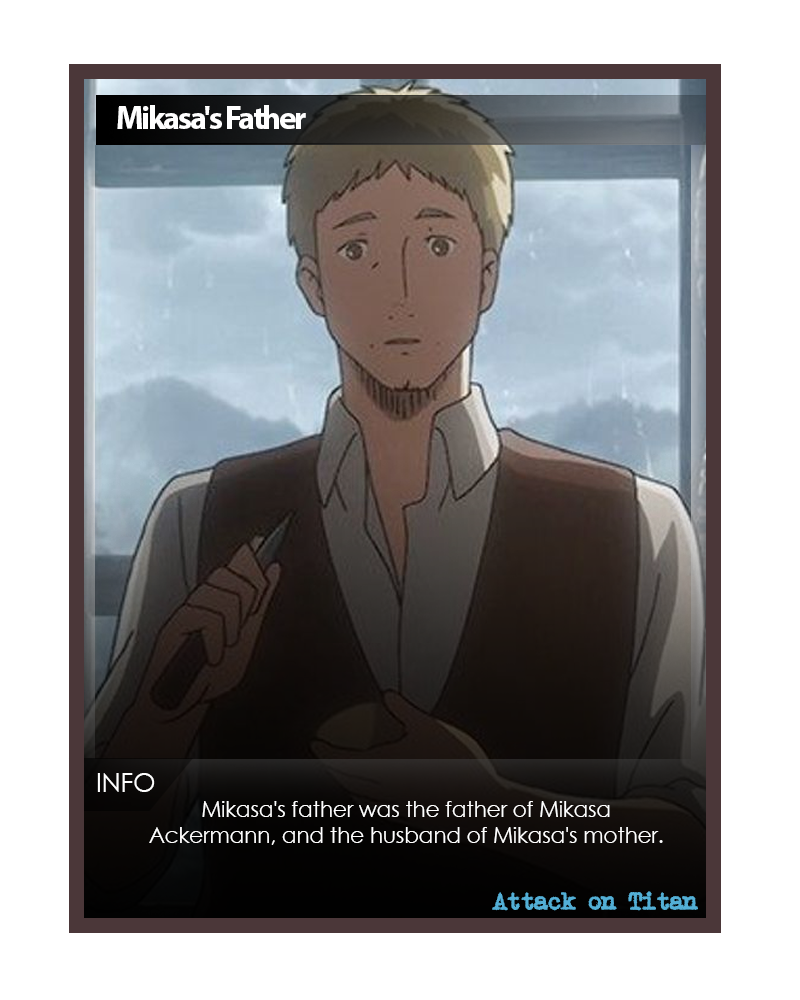 Mikasa's Father
INFO
Mikasa's father was the father of Mikasa
Ackermann, and the husband of Mikasa's mother.
Attack on Titan